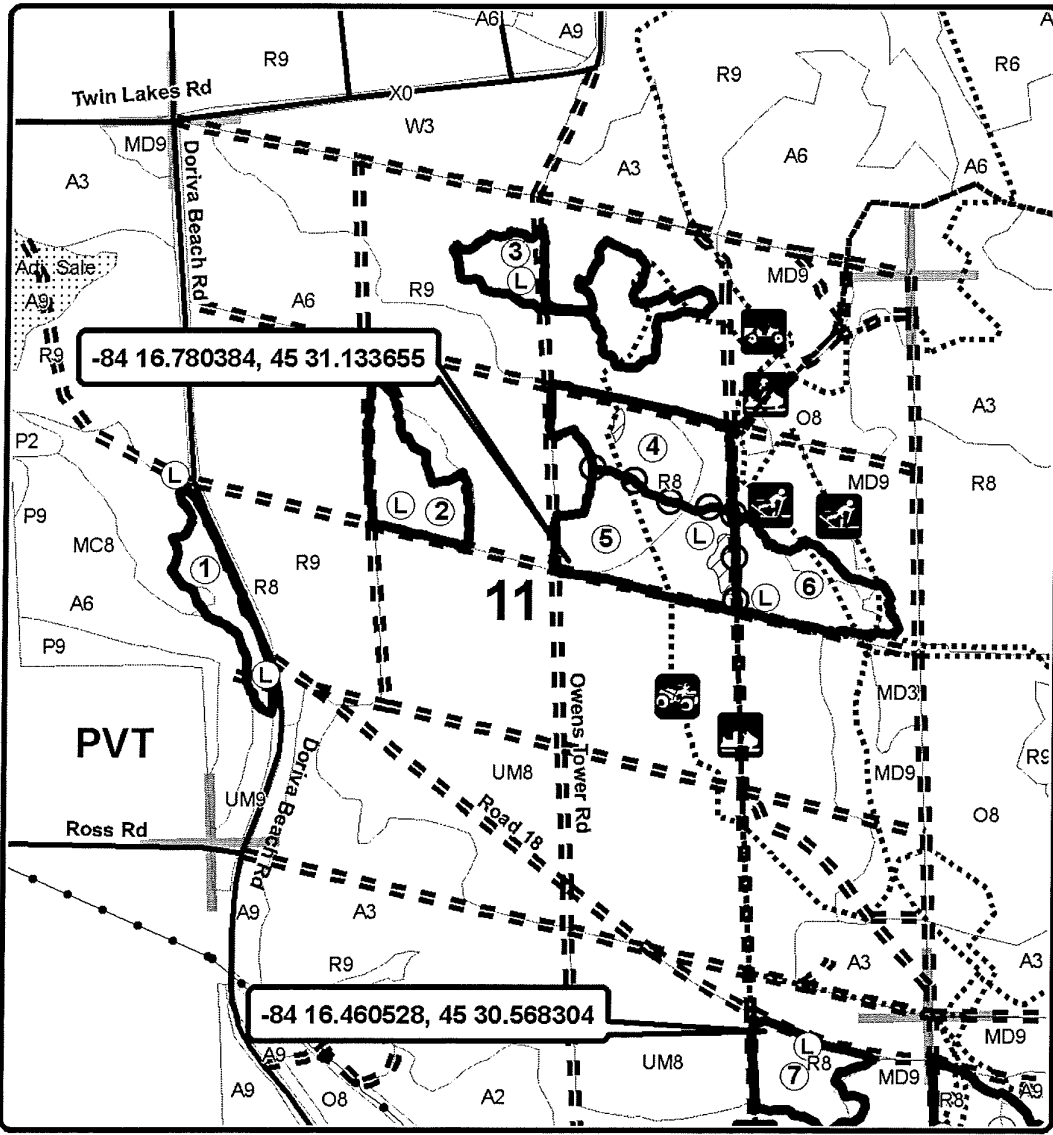 A6
A9
A
R9
R9
R6
Twin Lakes Rd
X0
W3
MD9
A3
A6
A6
A3
Doriva Beach Rd
3
L
MD9
Adj. Sale
A9
A6
R9
R9
-84 16.780384, 45 31.133655
A3
O8
P2
4
L
R8
MD9
R8
P9
L
2
MC8
5
L
1
R9
11
6
R8
L
A6
P9
L
MD3
PVT
Owens Tower Rd
R9
UM8
MD9
UM9
Doriva Beach Rd
Road 18
O8
Ross Rd
A9
A3
R9
A3
A3
-84 16.460528, 45 30.568304
MD9
L
A9
UM8
R8
MD9
A9
A9
O8
A2
7
R8